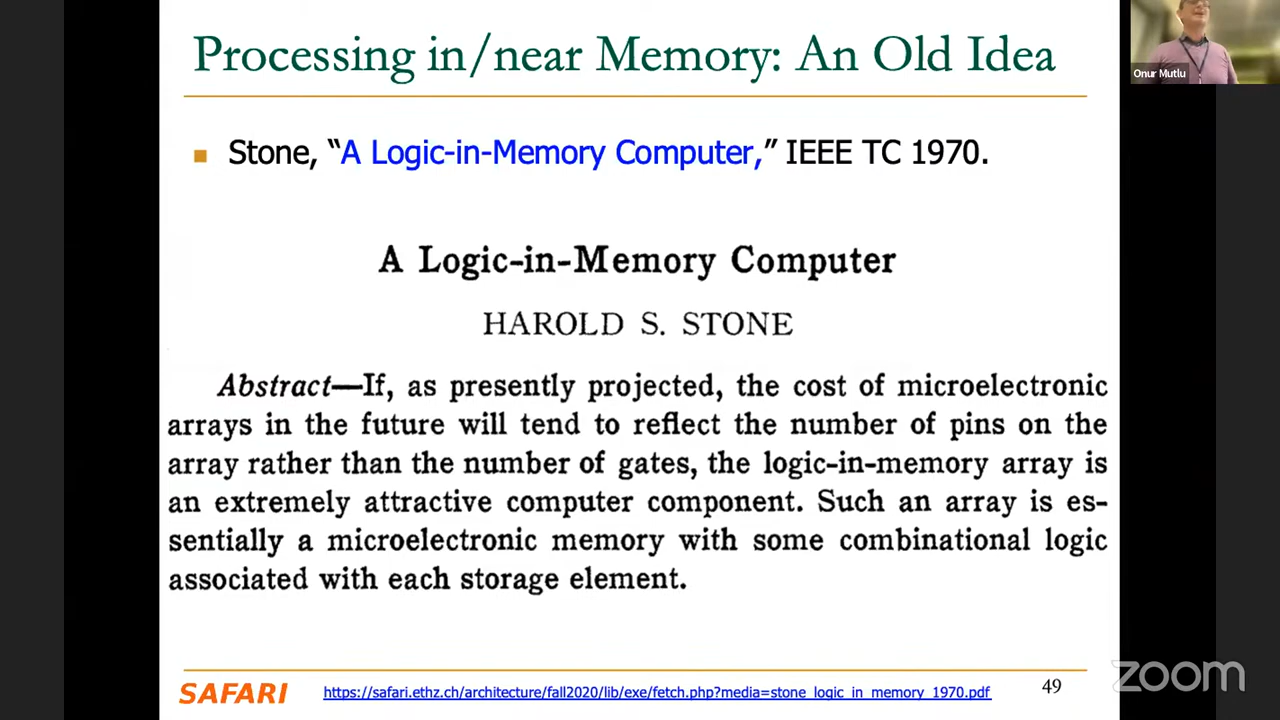 Processing in/near Memory: An Old Idea
Onur Mutlu
▪ Stone, “A Logic-in-Memory Computer,” IEEE TC 1970.
A Logic-in-Memory Computer
HAROLD S. STONE
Abstract—If, as presently projected, the cost of microelectronic
arrays in the future will tend to reflect the number of pins on the
array rather than the number of gates, the logic-in-memory array is
an extremely attractive computer component. Such an array is es-
sentially a microelectronic memory with some combinational logic
associated with each storage element.
SAFARI
https://safari.ethz.ch/architecture/fall2020/lib/exe/fetch.php?media=stone_logic_in_memory_1970.pdf
49
zoom